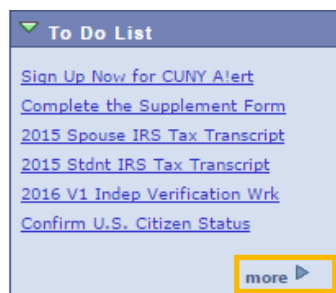 To Do List
Sign Up Now for CUNY A!ert
Complete the Supplement Form
2015 Spouse IRS Tax Transcript
2015 Stdnt IRS Tax Transcript
2016 V1 Indep Verification Wrk
Confirm U.S. Citizen Status
more